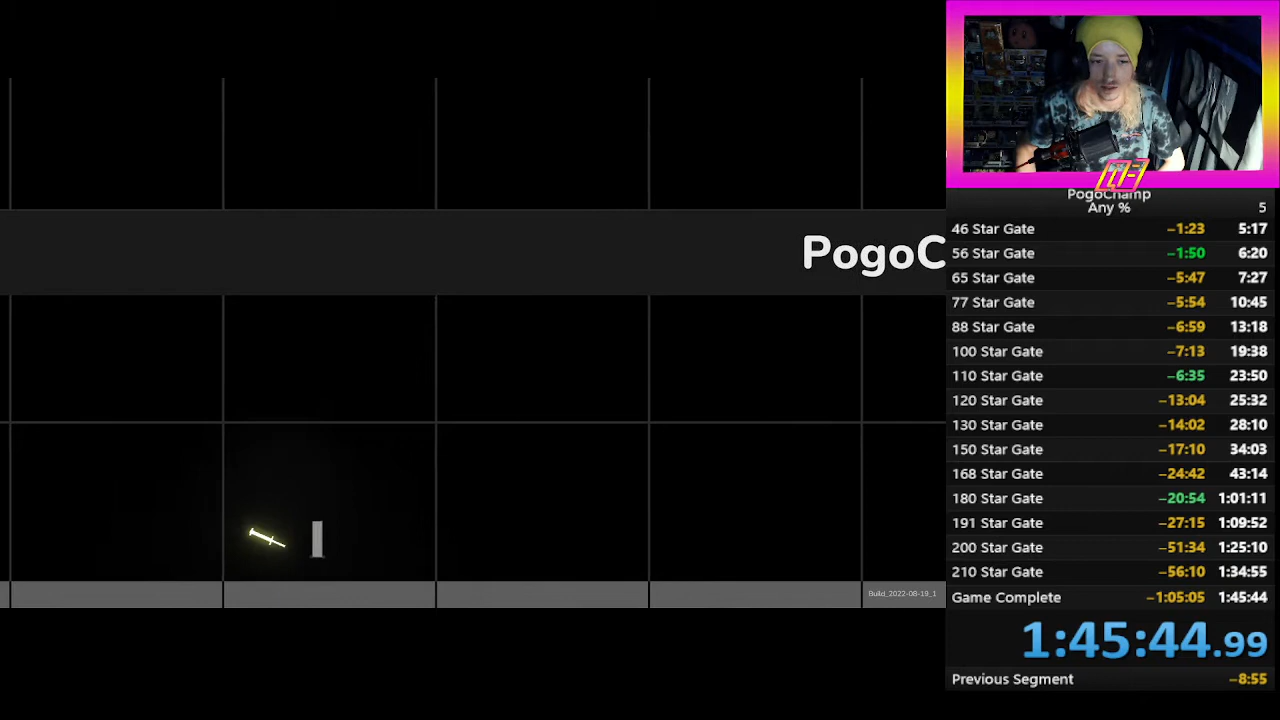 PogoC
Build_2022-08-19_1
PogoChamp
Any % 5
46 Star Gate −1:23 5:17
56 Star Gate −1:50 6:20
65 Star Gate −5:47 7:27
77 Star Gate −5:54 10:45
88 Star Gate −6:59 13:18
100 Star Gate −7:13 19:38
110 Star Gate −6:35 23:50
120 Star Gate −13:04 25:32
130 Star Gate −14:02 28:10
150 Star Gate −17:10 34:03
168 Star Gate −24:42 43:14
180 Star Gate −20:54 1:01:11
191 Star Gate −27:15 1:09:52
200 Star Gate −51:34 1:25:10
210 Star Gate −56:10 1:34:55
Game Complete −1:05:05 1:45:44
1:45:44.99
Previous Segment −8:55